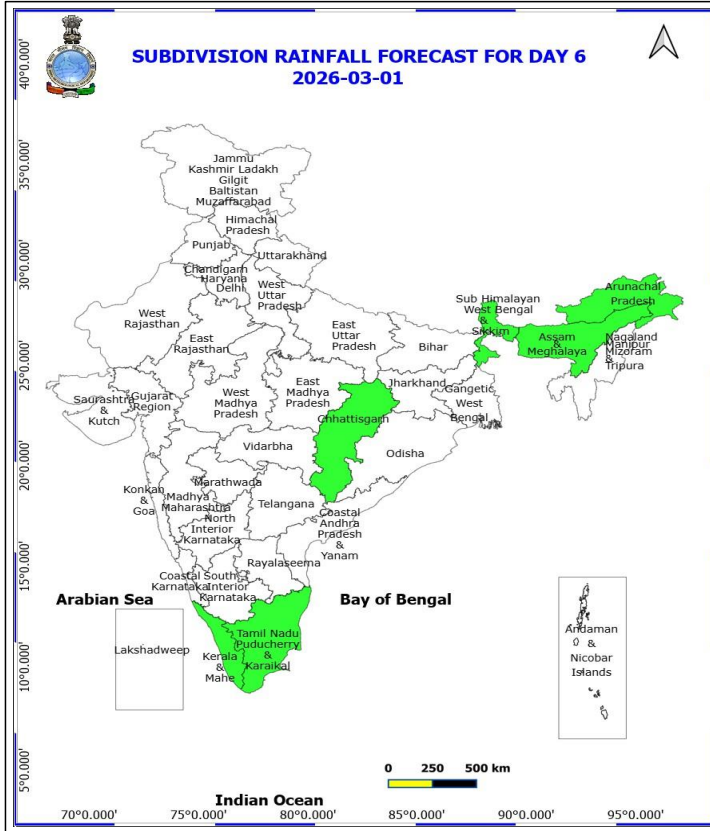 SUBDIVISION RAINFALL FORECAST FOR DAY 6
2026-03-01
40°0.000'
35°0.000'
30°0.000'
25°0.000'
20°0.000'
15°0.000'
10°0.000'
5°0.000'
Jammu
Kashmir Ladakh
Gilgit
Baltistan
Muzaffarabad
Himachal
Pradesh
Punjab
Uttarakhand
Chandigarh
Haryana
Delhi
West
Uttar
Pradesh
West
Rajasthan
East
Rajasthan
East
Uttar
Pradesh
Bihar
Sub Himalayan
West Bengal
&
Sikkim
Arunachal
Pradesh
Assam
&
Meghalaya
Nagaland
Manipur
Mizoram
&
Tripura
Saurashtra
&
Kutch
Gujarat
Region
West
Madhya
Pradesh
East
Madhya
Pradesh
Jharkhand
Gangetic
West
Bengal
Chhattisgarh
Vidarbha
Odisha
Konkan
&
Goa
Marathwada
Madhya
Maharashtra
North
Interior
Karnataka
Telangana
Coastal
Andhra
Pradesh
&
Yanam
Rayalaseema
Coastal
Karnataka
South
Interior
Karnataka
Arabian Sea
Bay of Bengal
Lakshadweep
Kerala
&
Mahe
Tamil Nadu
Puducherry
&
Karaikal
Andaman
&
Nicobar
Islands
0 250 500 km
Indian Ocean
70°0.000' 75°0.000' 80°0.000' 85°0.000' 90°0.000' 95°0.000'